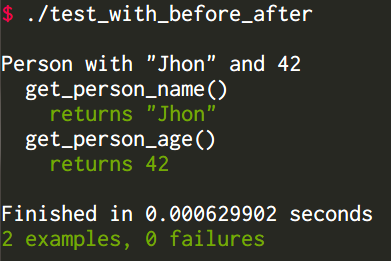 $ ./test_with_before_after
Person with "Jhon" and 42
get_person_name()
returns "Jhon"
get_person_age()
returns 42
Finished in 0.000629902 seconds
2 examples, 0 failures